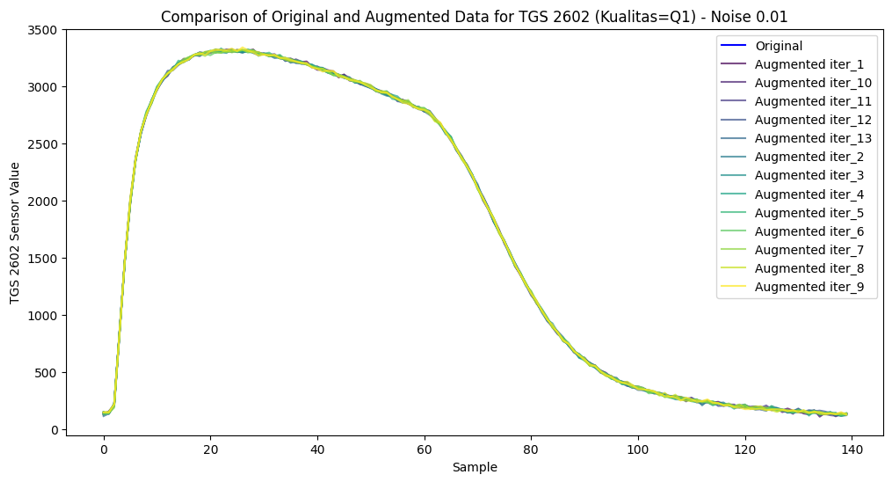 Comparison of Original and Augmented Data for TGS 2602 (Kualitas=Q1) - Noise 0.01
3500
3000
2500
2000
1500
1000
500
0
TGS 2602 Sensor Value
Original
Augmented iter_1
Augmented iter_10
Augmented iter_11
Augmented iter_12
Augmented iter_13
Augmented iter_2
Augmented iter_3
Augmented iter_4
Augmented iter_5
Augmented iter_6
Augmented iter_7
Augmented iter_8
Augmented iter_9
0 20 40 60 80 100 120 140
Sample